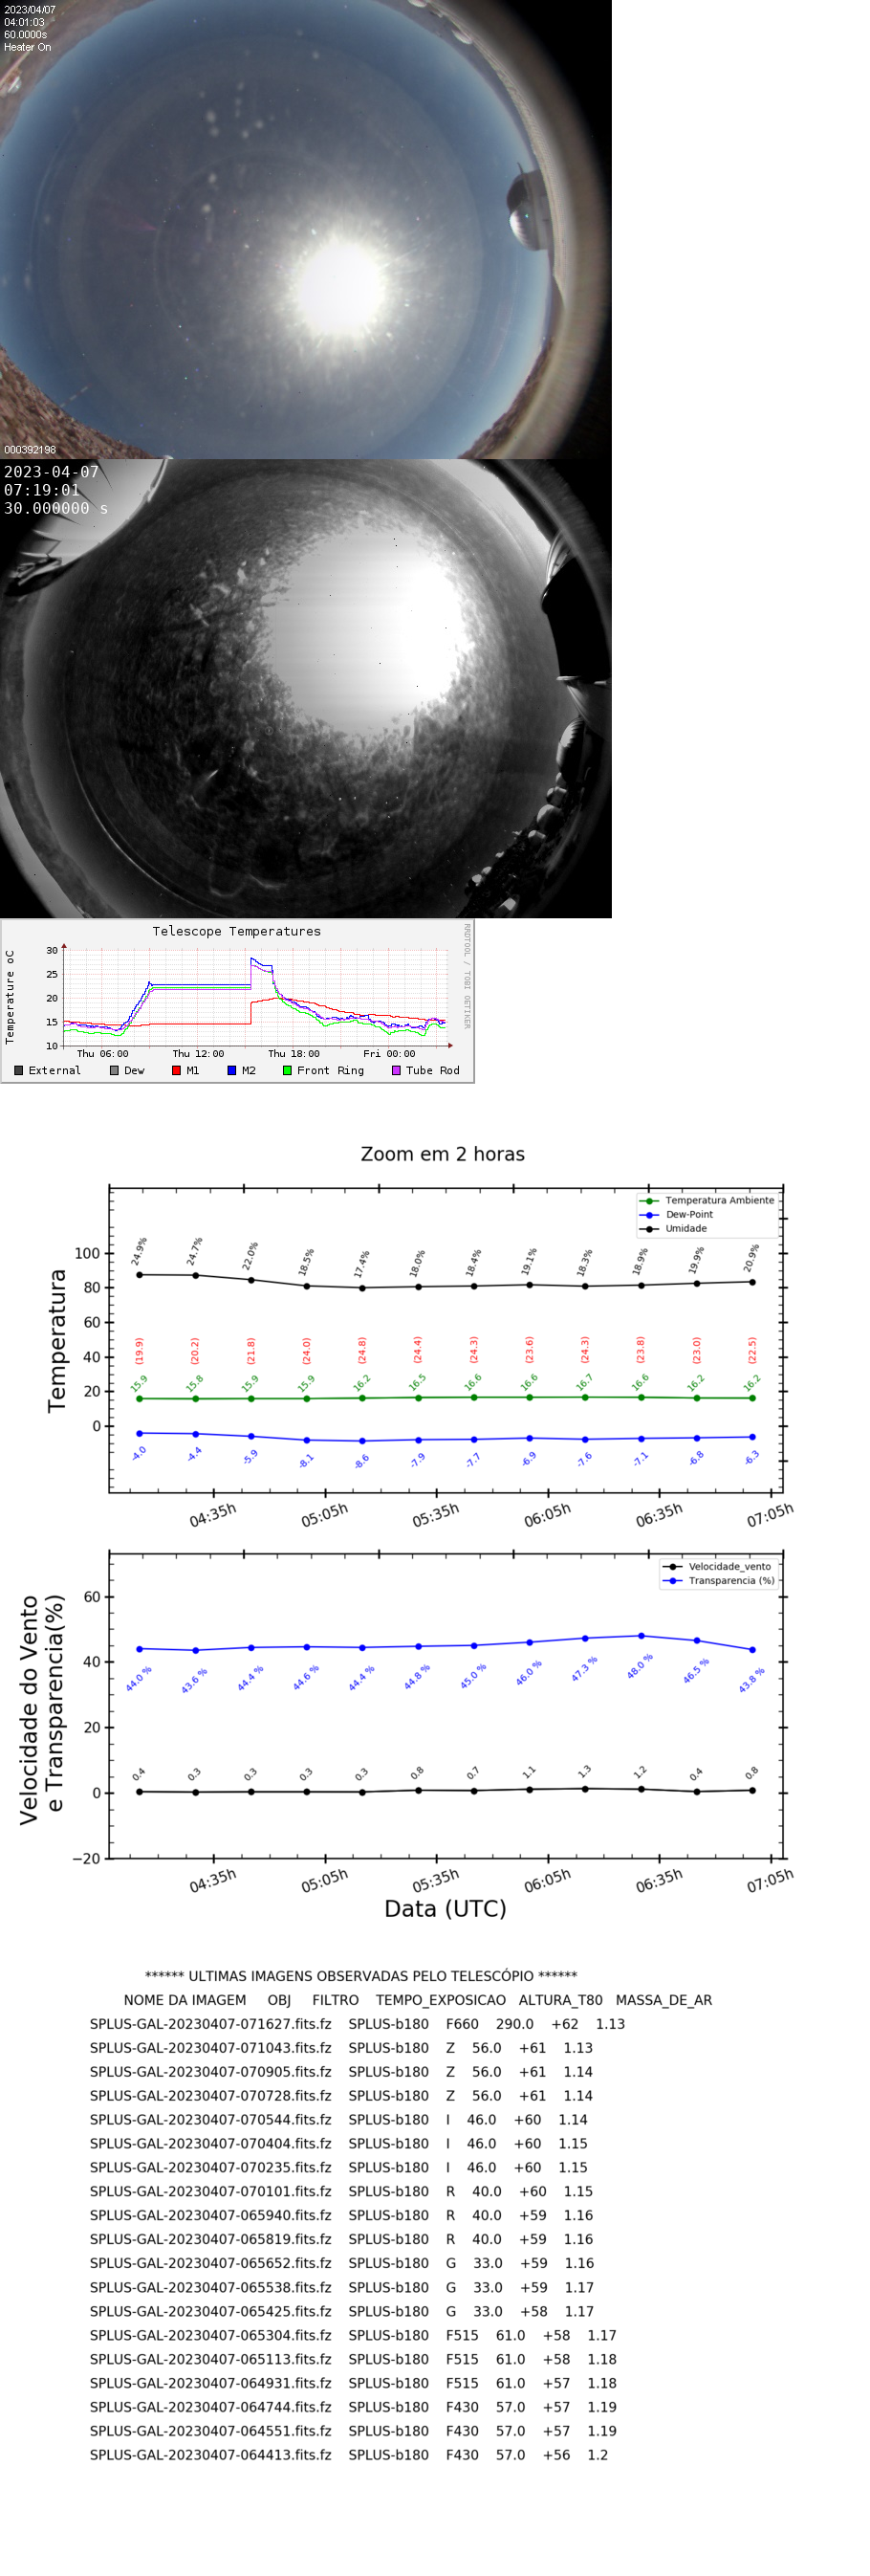 2023/04/07
04:01:03
60.0000s
Heater On
000392198
2023-04-07
07:19:01
30.000000 s
Telescope Temperatures
RRDTOOL / TOBI OETIKER
Temperature oC
30
25
20
15
10
Thu 06:00 Thu 12:00 Thu 18:00 Fri 00:00
External Dew M1 M2 Front Ring Tube Rod
Zoom em 2 horas
Temperatura Ambiente
Dew-Point
Umidade
Temperatura
100
80
60
40
20
0
24.9% 24.7% 22.0% 18.5% 17.4% 18.0% 18.4% 19.1% 18.3% 18.9% 19.9% 20.9%
(19.9) (20.2) (21.8) (24.0) (24.8) (24.4) (24.3) (23.6) (24.3) (23.8) (23.0) (22.5)
15.9 15.8 15.9 15.9 16.2 16.5 16.6 16.6 16.7 16.6 16.2 16.2
-4.0 -4.4 -5.9 -8.1 -8.6 -7.9 -7.7 -6.9 -7.6 -7.1 -6.8 -6.3
04:35h 05:05h 05:35h 06:05h 06:35h 07:05h
Velocidade_vento
Transparencia (%)
Velocidade do Vento
e Transparencia(%)
60
40
20
0
−20
44.0 % 43.6 % 44.4 % 44.6 % 44.4 % 44.8 % 45.0 % 46.0 % 47.3 % 48.0 % 46.5 % 43.8 %
0.4 0.3 0.3 0.3 0.3 0.8 0.7 1.1 1.3 1.2 0.4 0.8
04:35h 05:05h 05:35h 06:05h 06:35h 07:05h
Data (UTC)
****** ULTIMAS IMAGENS OBSERVADAS PELO TELESCÓPIO ******
NOME DA IMAGEM OBJ FILTRO TEMPO_EXPOSICAO ALTURA_T80 MASSA_DE_AR
SPLUS-GAL-20230407-071627.fits.fz SPLUS-b180 F660 290.0 +62 1.13
SPLUS-GAL-20230407-071043.fits.fz SPLUS-b180 Z 56.0 +61 1.13
SPLUS-GAL-20230407-070905.fits.fz SPLUS-b180 Z 56.0 +61 1.14
SPLUS-GAL-20230407-070728.fits.fz SPLUS-b180 Z 56.0 +61 1.14
SPLUS-GAL-20230407-070544.fits.fz SPLUS-b180 I 46.0 +60 1.14
SPLUS-GAL-20230407-070404.fits.fz SPLUS-b180 I 46.0 +60 1.15
SPLUS-GAL-20230407-070235.fits.fz SPLUS-b180 I 46.0 +60 1.15
SPLUS-GAL-20230407-070101.fits.fz SPLUS-b180 R 40.0 +60 1.15
SPLUS-GAL-20230407-065940.fits.fz SPLUS-b180 R 40.0 +59 1.16
SPLUS-GAL-20230407-065819.fits.fz SPLUS-b180 R 40.0 +59 1.16
SPLUS-GAL-20230407-065652.fits.fz SPLUS-b180 G 33.0 +59 1.16
SPLUS-GAL-20230407-065538.fits.fz SPLUS-b180 G 33.0 +59 1.17
SPLUS-GAL-20230407-065425.fits.fz SPLUS-b180 G 33.0 +58 1.17
SPLUS-GAL-20230407-065304.fits.fz SPLUS-b180 F515 61.0 +58 1.17
SPLUS-GAL-20230407-065113.fits.fz SPLUS-b180 F515 61.0 +58 1.18
SPLUS-GAL-20230407-064931.fits.fz SPLUS-b180 F515 61.0 +57 1.18
SPLUS-GAL-20230407-064744.fits.fz SPLUS-b180 F430 57.0 +57 1.19
SPLUS-GAL-20230407-064551.fits.fz SPLUS-b180 F430 57.0 +57 1.19
SPLUS-GAL-20230407-064413.fits.fz SPLUS-b180 F430 57.0 +56 1.2